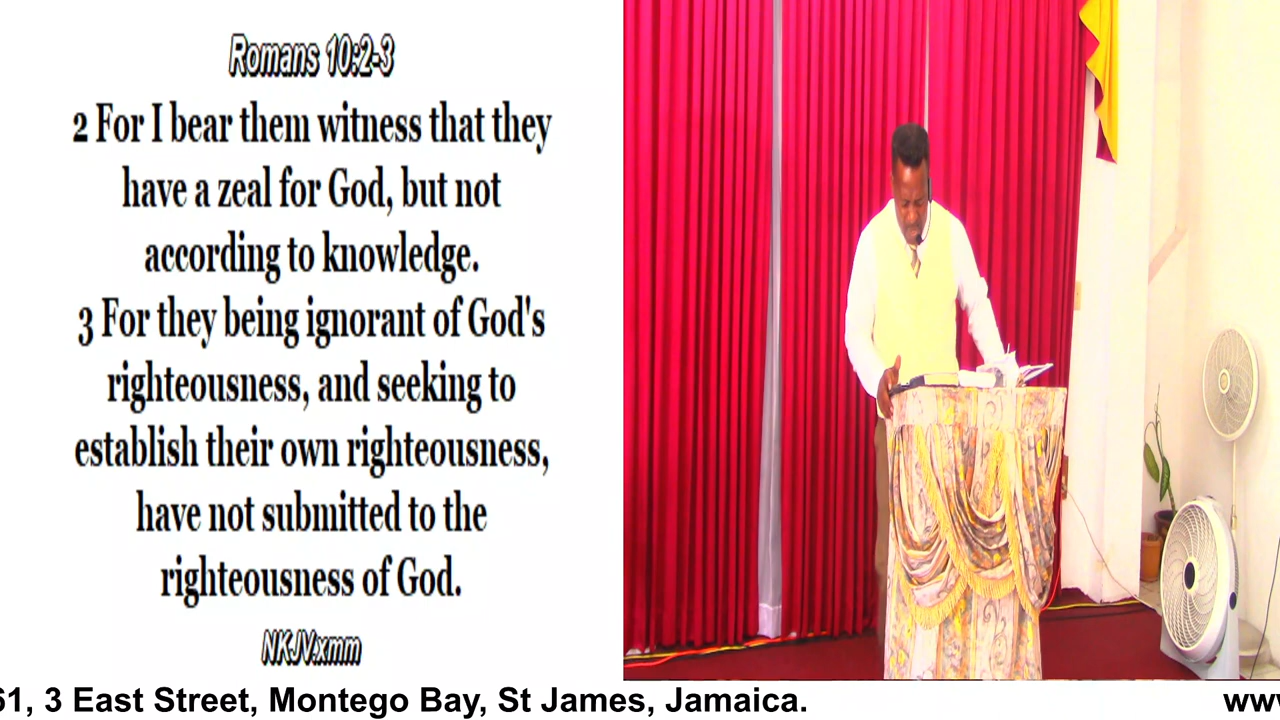 Romans 10:2-3
2 For I bear them witness that they
have a zeal for God, but not
according to knowledge.
3 For they being ignorant of God's
righteousness, and seeking to
establish their own righteousness,
have not submitted to the
righteousness of God.
NKJV.xmm
61, 3 East Street, Montego Bay, St James, Jamaica. www